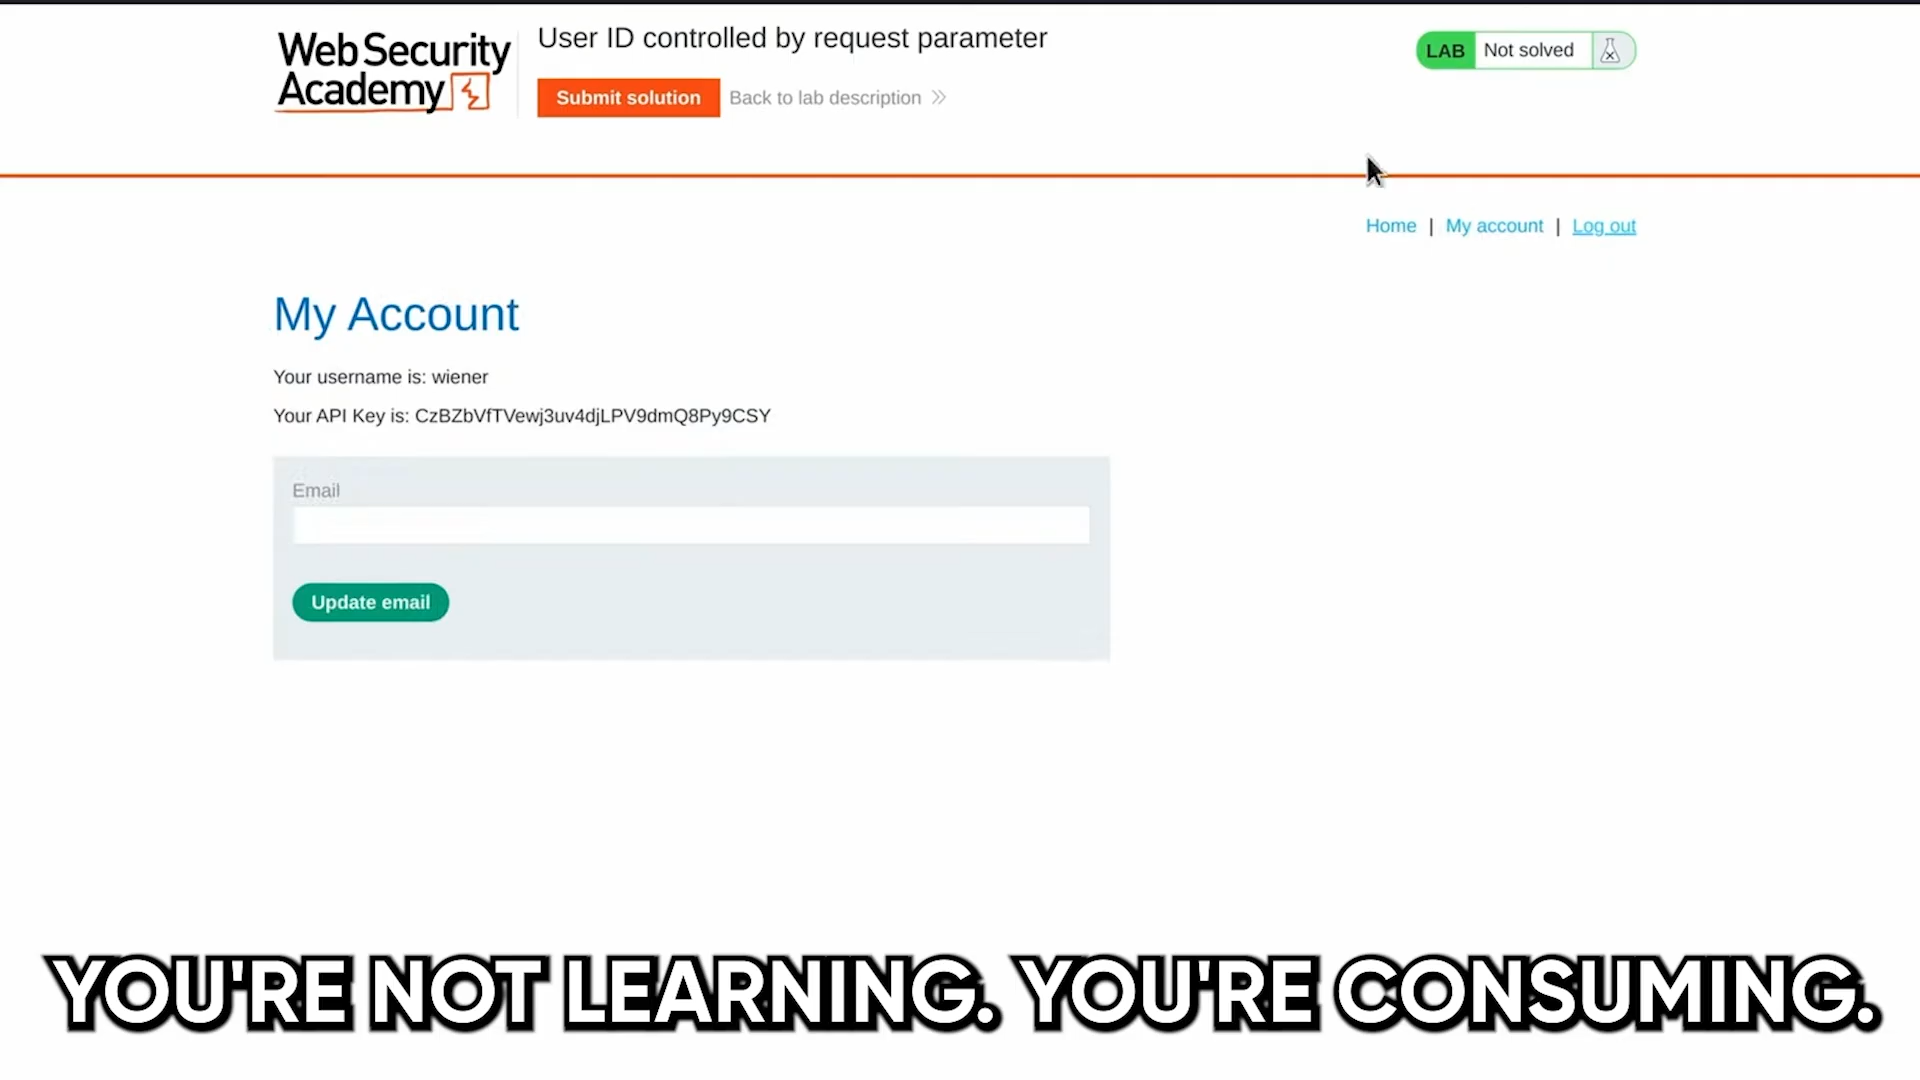 Web Security
Academy
User ID controlled by request parameter
Submit solution
Back to lab description
LAB
Not solved
Home | My account | Log out
My Account
Your username is: wiener
Your API Key is: CzBZbVfTVewj3uv4djLPV9dmQ8Py9CSY
Email
Update email
YOU'RE NOT LEARNING. YOU'RE CONSUMING.